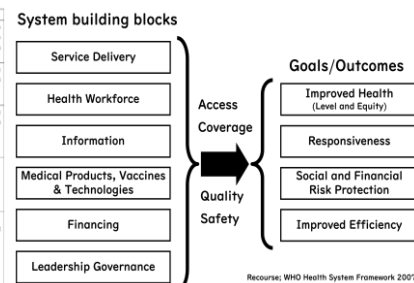 System building blocks
Service Delivery
Health Workforce
Information
Medical Products, Vaccines
& Technologies
Financing
Leadership Governance
Access
Coverage
Quality
Safety
Goals/Outcomes
Improved Health
(Level and Equity)
Responsiveness
Social and Financial
Risk Protection
Improved Efficiency
Recourse; WHO Health System Framework 2007